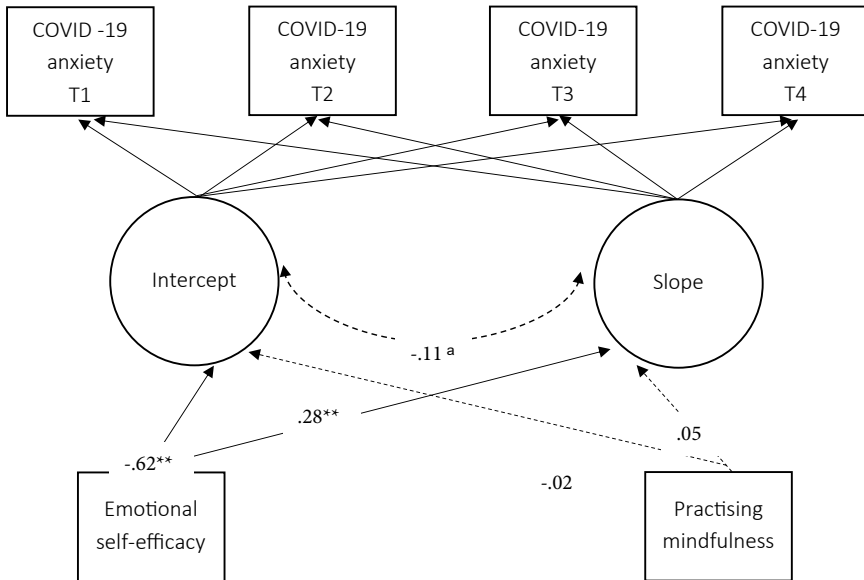 COVID -19
anxiety
T1
COVID-19
anxiety
T2
COVID-19
anxiety
T3
COVID-19
anxiety
T4
Intercept
Slope
-.11 a
.28**
.05
-.62**
-.02
Emotional
self-efficacy
Practising
mindfulness